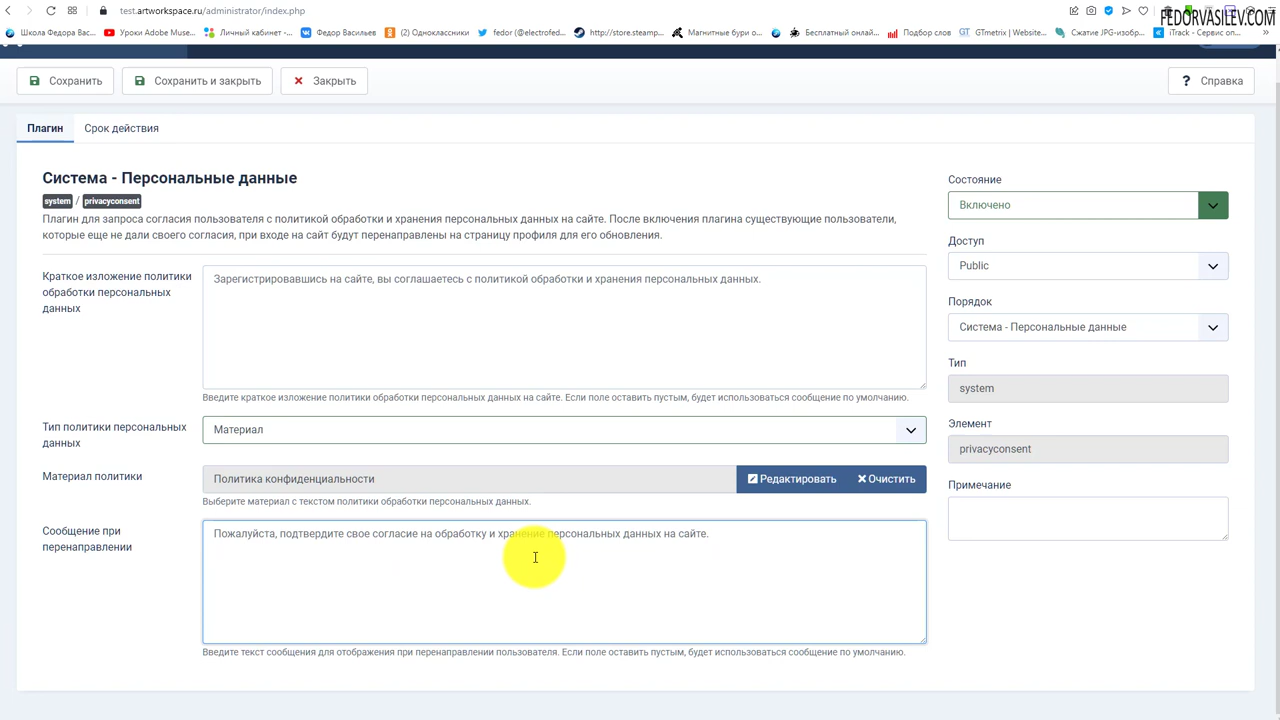 test.artworkspace.ru/administrator/index.php
FEDORVASILEV.COM
Школа Федора Вас...
Уроки Adobe Muse...
Личный кабинет -...
Федор Васильев
(2) Одноклассники
fedor (@electrofed...
http://store.steamp...
Магнитные бури о...
Бесплатный онлай...
Подбор слов
GTmetrix | Website...
Сжатие JPG-изобр...
iTrack - Сервис оп...
Сохранить
Сохранить и закрыть
Закрыть
? Справка
Плагин
Срок действия
Система - Персональные данные
system / privacyconsent
Плагин для запроса согласия пользователя с политикой обработки и хранения персональных данных на сайте. После включения плагина существующие пользователи,
которые еще не дали своего согласия, при входе на сайт будут перенаправлены на страницу профиля для его обновления.
Краткое изложение политики
обработки персональных
данных
Зарегистрировавшись на сайте, вы соглашаетесь с политикой обработки и хранения персональных данных.
Введите краткое изложение политики обработки персональных данных на сайте. Если поле оставить пустым, будет использоваться сообщение по умолчанию.
Тип политики персональных
данных
Материал
Материал политики
Политика конфиденциальности
Редактировать
Очистить
Выберите материал с текстом политики обработки персональных данных.
Сообщение при
перенаправлении
Пожалуйста, подтвердите свое согласие на обработку и хранение персональных данных на сайте.
Введите текст сообщения для отображения при перенаправлении пользователя. Если поле оставить пустым, будет использоваться сообщение по умолчанию.
Состояние
Включено
Доступ
Public
Порядок
Система - Персональные данные
Тип
system
Элемент
privacyconsent
Примечание